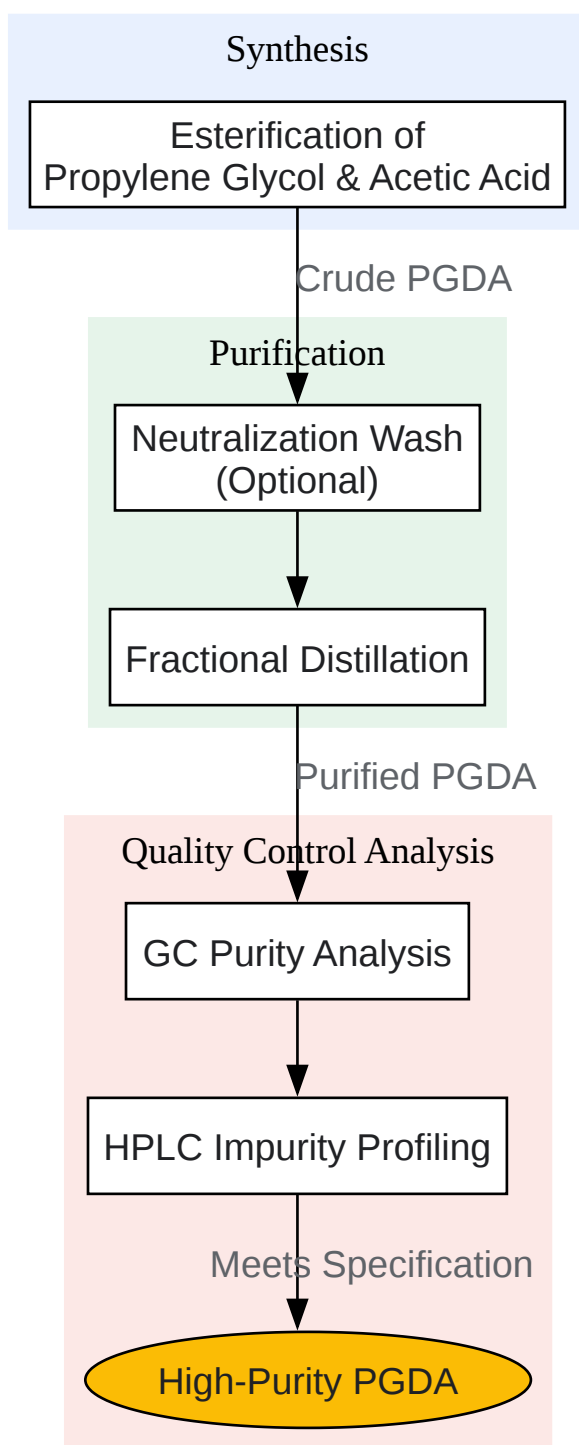 Synthesis
Esterification of
Propylene Glycol & Acetic Acid
Crude PGDA
Purification
Neutralization Wash
(Optional)
Fractional Distillation
Purified PGDA
Quality Control Analysis
GC Purity Analysis
HPLC Impurity Profiling
Meets Specification
High-Purity PGDA